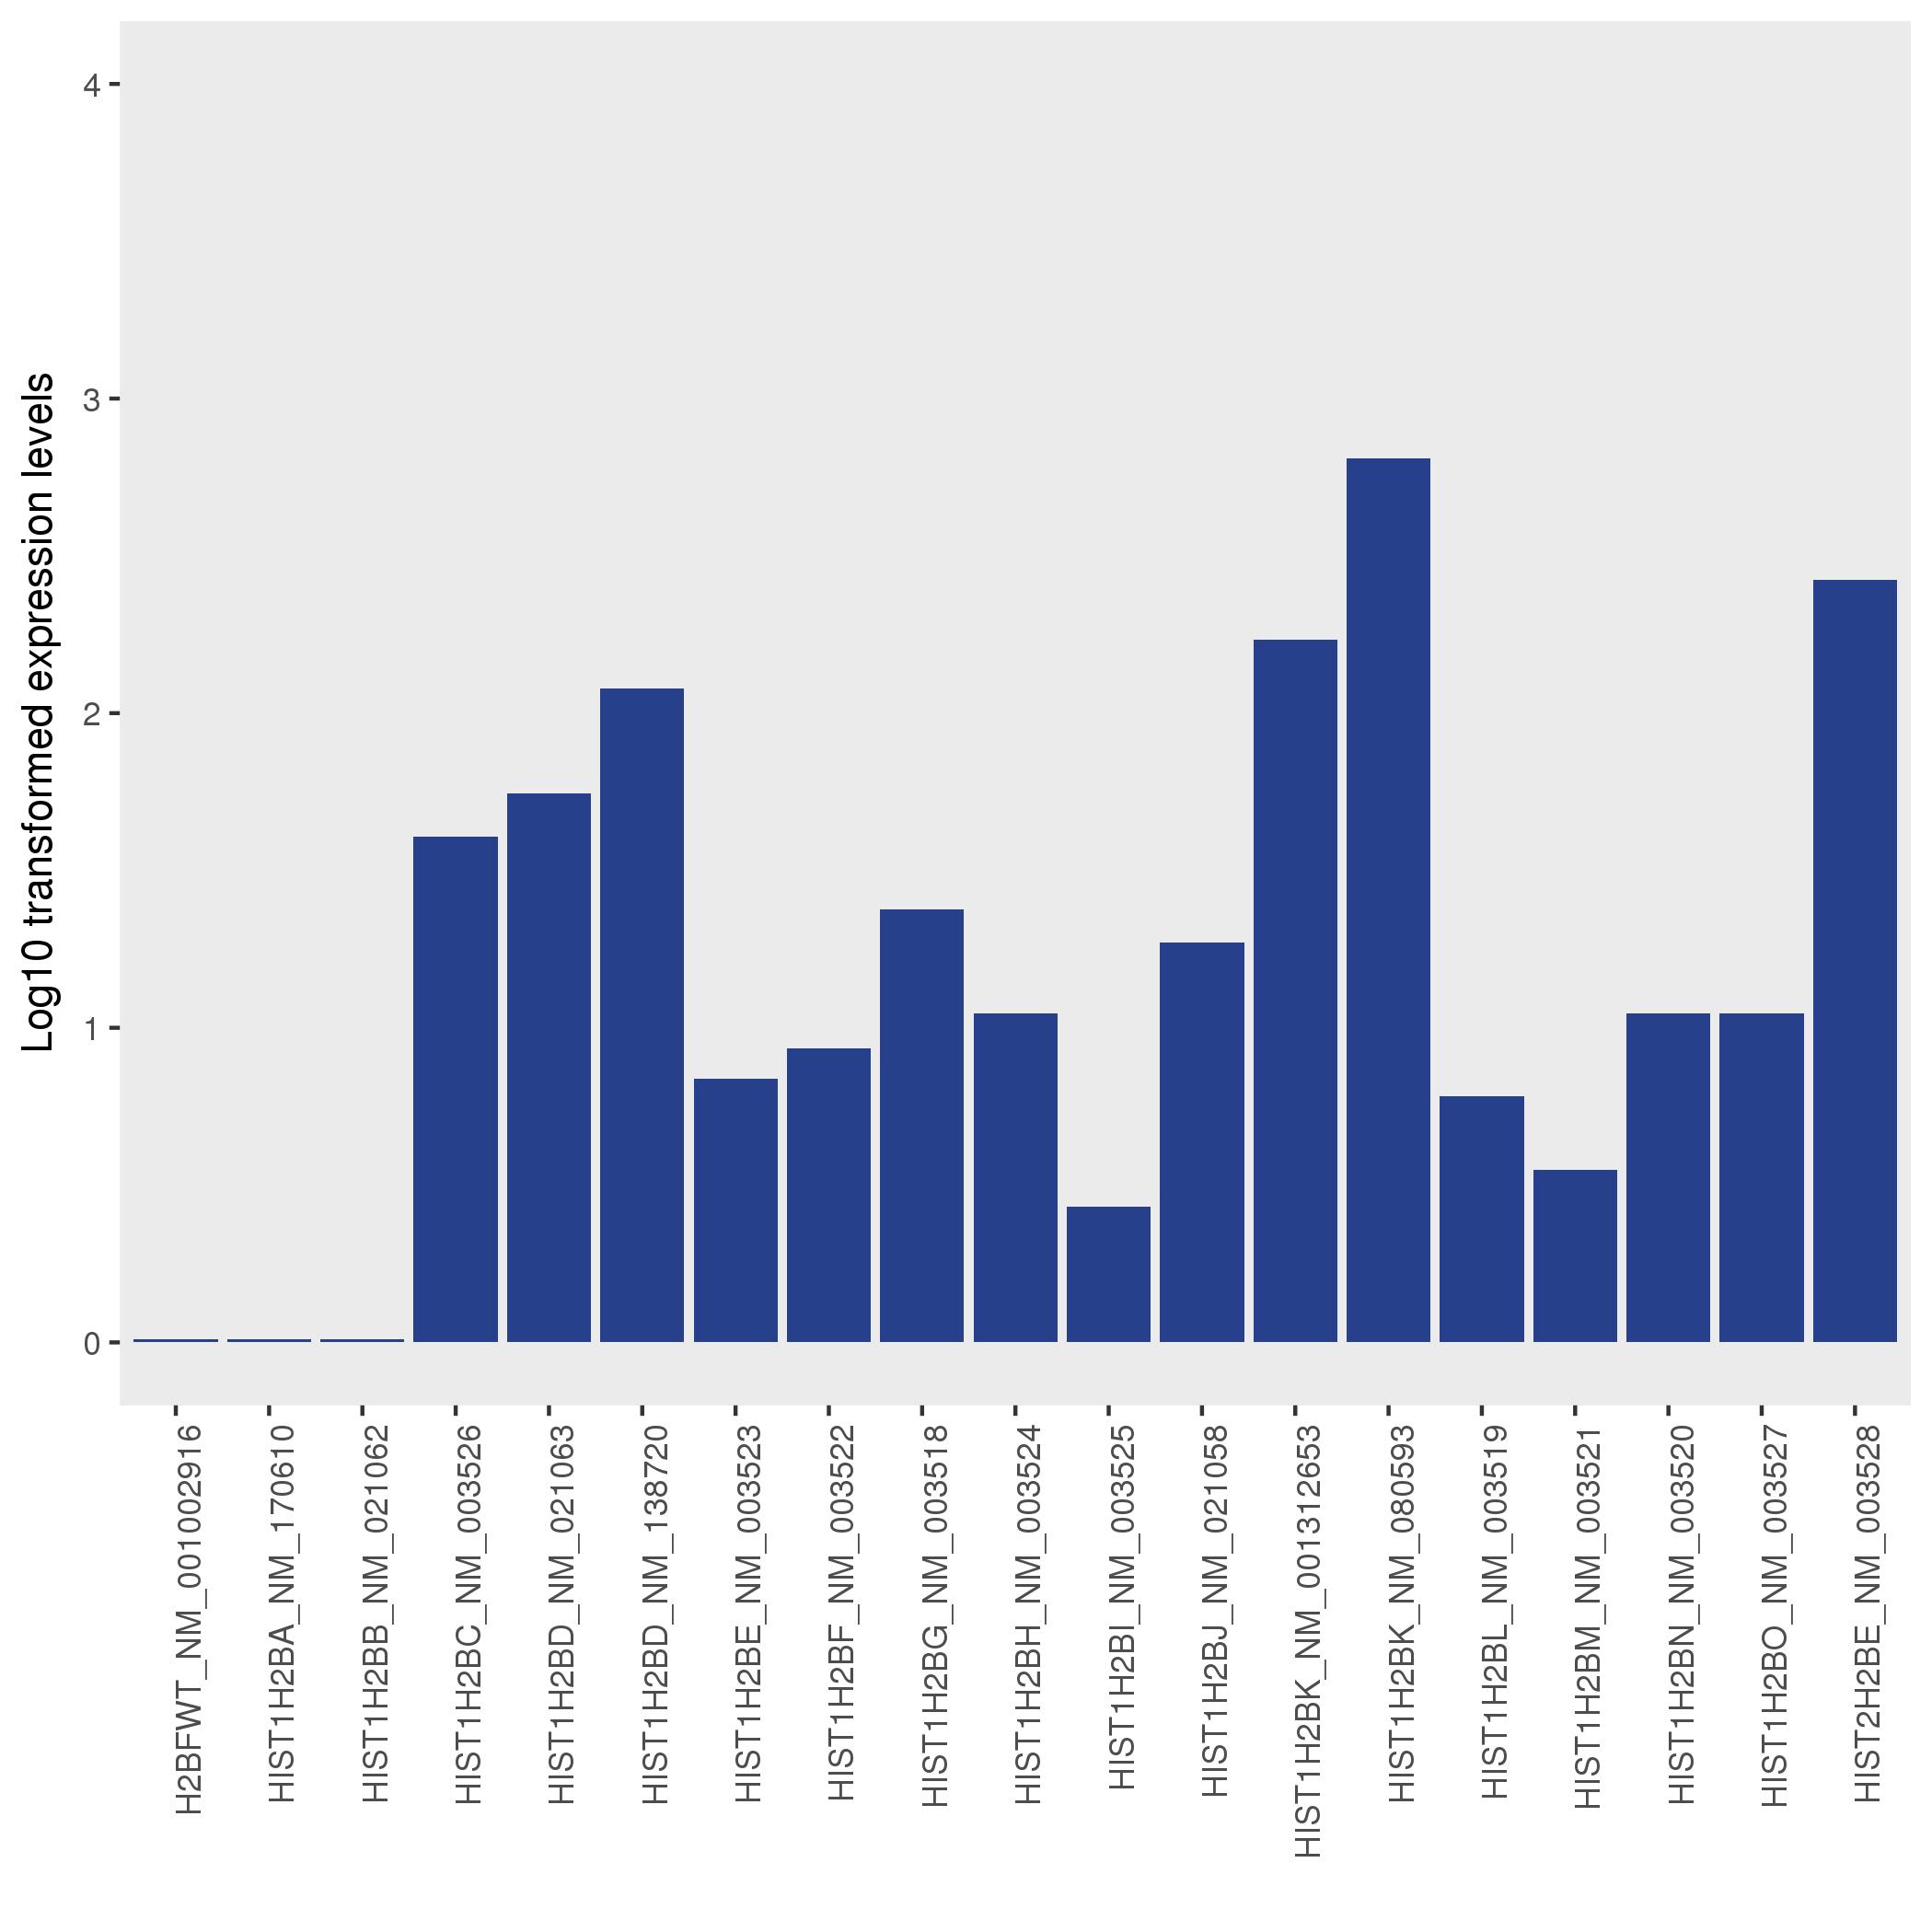 Log10 transformed expression levels
4
3
2
1
0
H2BFWT_NM_001002916
HIST1H2BA_NM_170610
HIST1H2BB_NM_021062
HIST1H2BC_NM_003526
HIST1H2BD_NM_021063
HIST1H2BD_NM_138720
HIST1H2BE_NM_003523
HIST1H2BF_NM_003522
HIST1H2BG_NM_003518
HIST1H2BH_NM_003524
HIST1H2BI_NM_003525
HIST1H2BJ_NM_021058
HIST1H2BK_NM_001312653
HIST1H2BK_NM_080593
HIST1H2BL_NM_003519
HIST1H2BM_NM_003521
HIST1H2BN_NM_003520
HIST1H2BO_NM_003527
HIST2H2BE_NM_003528